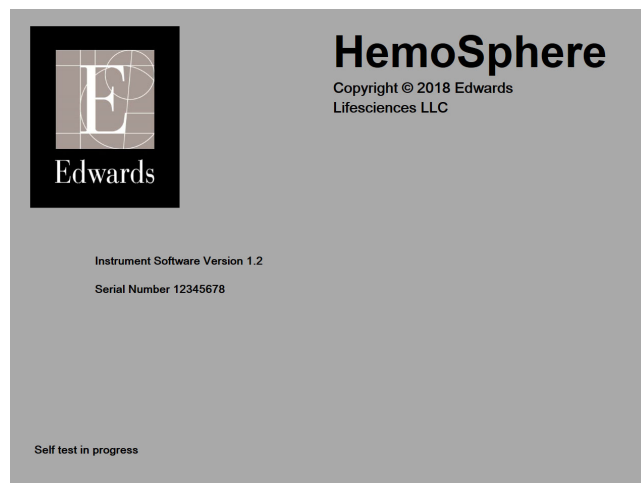 E
Edwards
HemoSphere
Copyright © 2018 Edwards
Lifesciences LLC
Instrument Software Version 1.2
Serial Number 12345678
Self test in progress